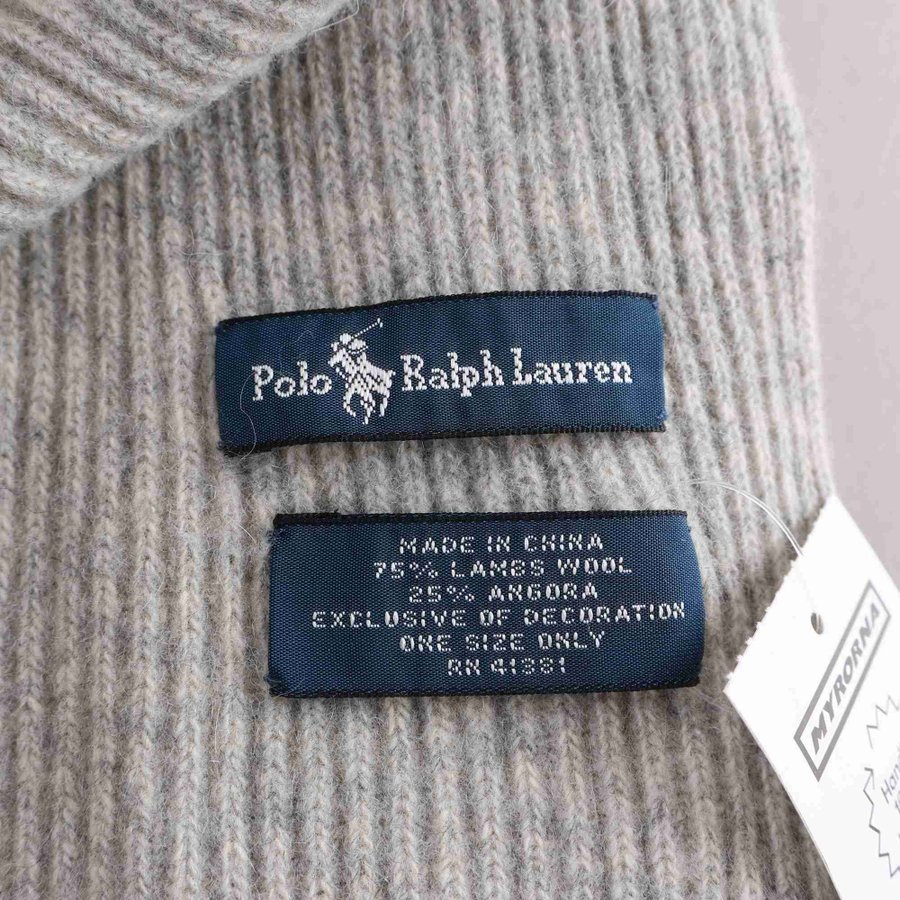 Polo Ralph Lauren
MADE IN CHINA
75% LAMBS WOOL
25% ANGORA
EXCLUSIVE OF DECORATION
ONE SIZE ONLY
RN 41381
MYRORNA